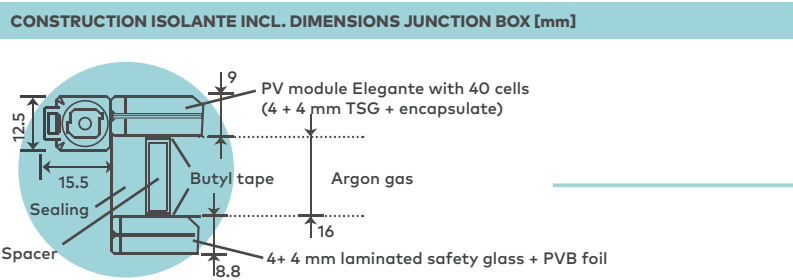 CONSTRUCTION ISOLANTE INCL. DIMENSIONS JUNCTION BOX [mm]
9
PV module Elegante with 40 cells
(4 + 4 mm TSG + encapsulate)
12.5
15.5
Butyl tape
Argon gas
Sealing
16
Spacer
4+ 4 mm laminated safety glass + PVB foil
8.8